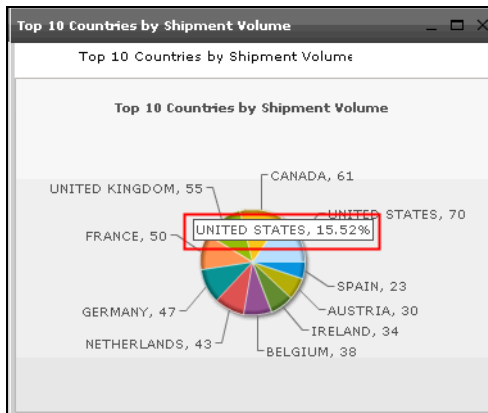 Top 10 Countries by Shipment Volume
Top 10 Countries by Shipment Volume
Top 10 Countries by Shipment Volume
CANADA, 61
UNITED KINGDOM, 55
UNITED STATES, 70
UNITED STATES, 15.52%
FRANCE, 50
SPAIN, 23
GERMANY, 47
AUSTRIA, 30
IRELAND, 34
NETHERLANDS, 43
BELGIUM, 38